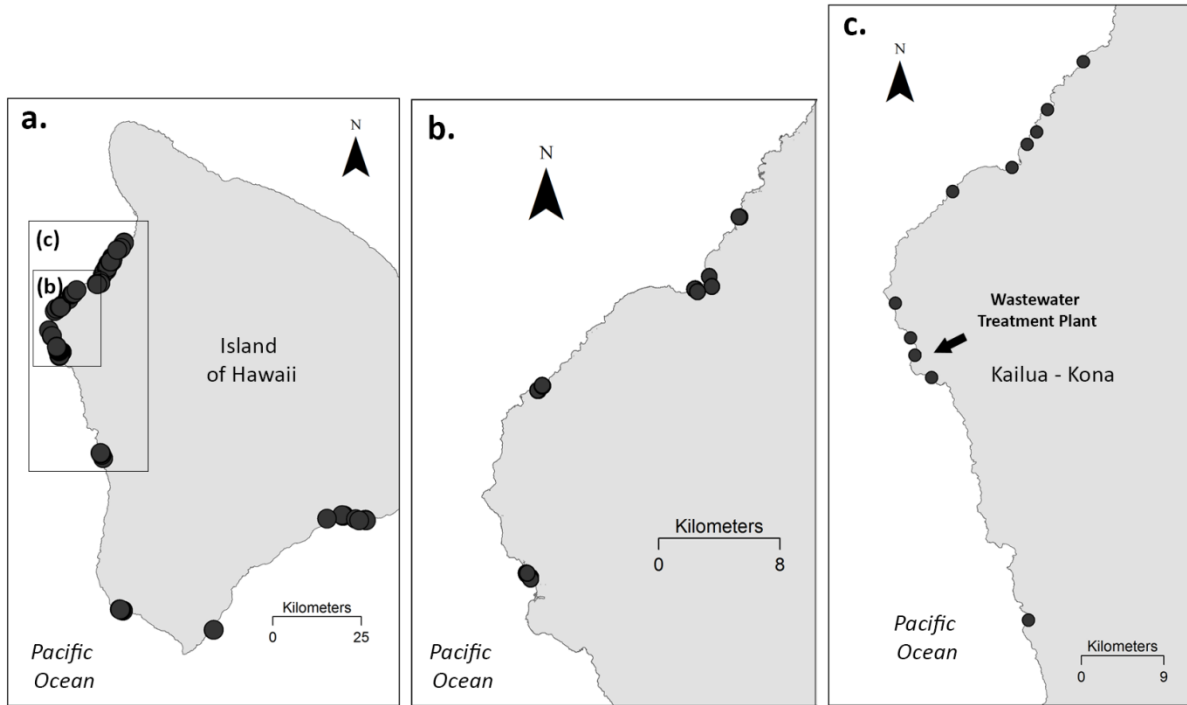 a.
N
(c)
(b)
Island
of Hawaii
Kilometers
0 25
Pacific
Ocean
b.
N
Kilometers
0 8
Pacific
Ocean
c.
N
Wastewater
Treatment Plant
Kailua - Kona
Pacific
Ocean
Kilometers
0 9